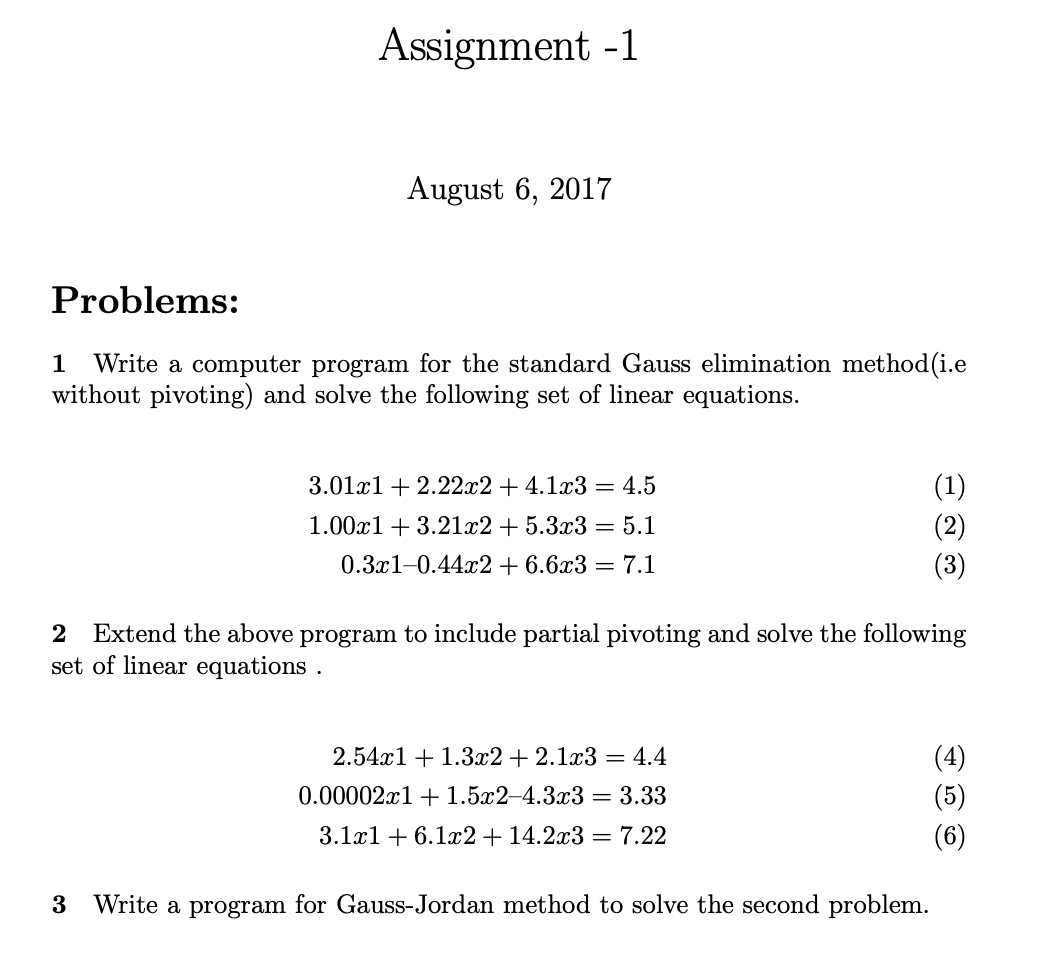 Assignment -1
August 6, 2017
Problems:
1 Write a computer program for the standard Gauss elimination method(i.e
without pivoting) and solve the following set of linear equations.
3.01x1 + 2.22x2 + 4.1x3 = 4.5 (1)
1.00x1 + 3.21x2 + 5.3x3 = 5.1 (2)
0.3x1–0.44x2 + 6.6x3 = 7.1 (3)
2 Extend the above program to include partial pivoting and solve the following
set of linear equations .
2.54x1 + 1.3x2 + 2.1x3 = 4.4 (4)
0.00002x1 + 1.5x2–4.3x3 = 3.33 (5)
3.1x1 + 6.1x2 + 14.2x3 = 7.22 (6)
3 Write a program for Gauss-Jordan method to solve the second problem.